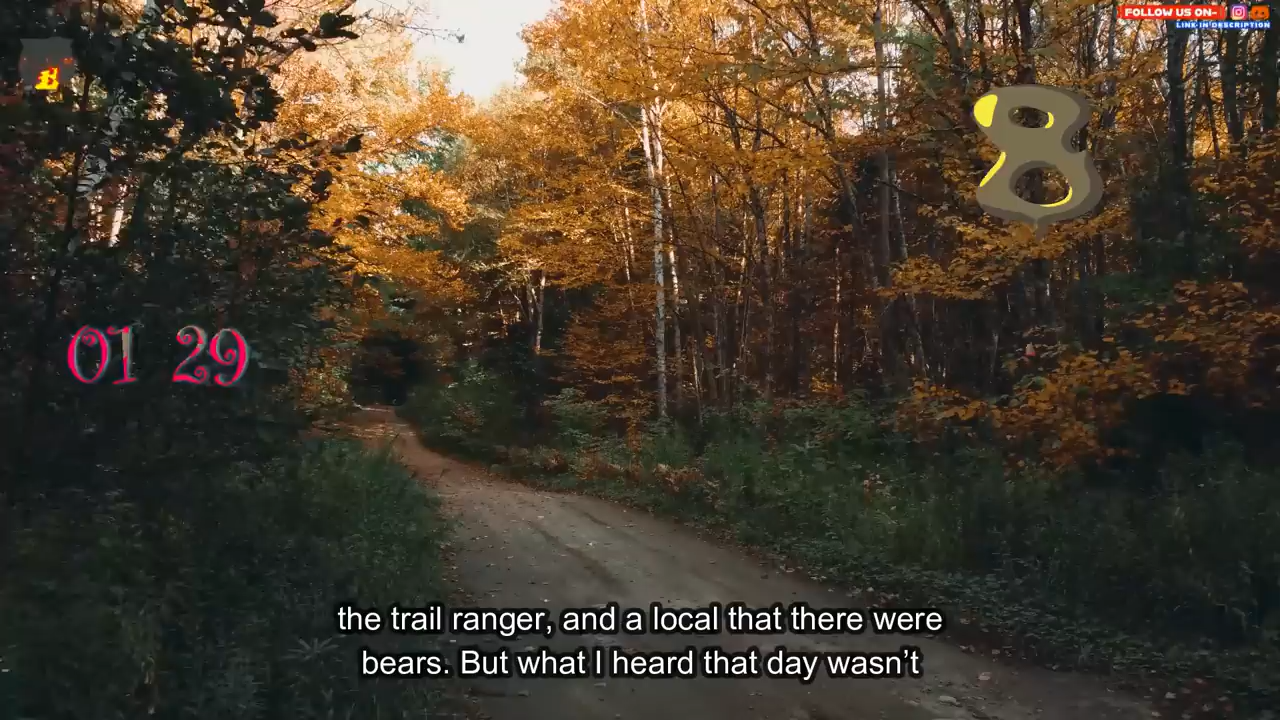 FOLLOW US ON-
LINK IN DESCRIPTION
8
01 29
the trail ranger, and a local that there were
bears. But what I heard that day wasn't